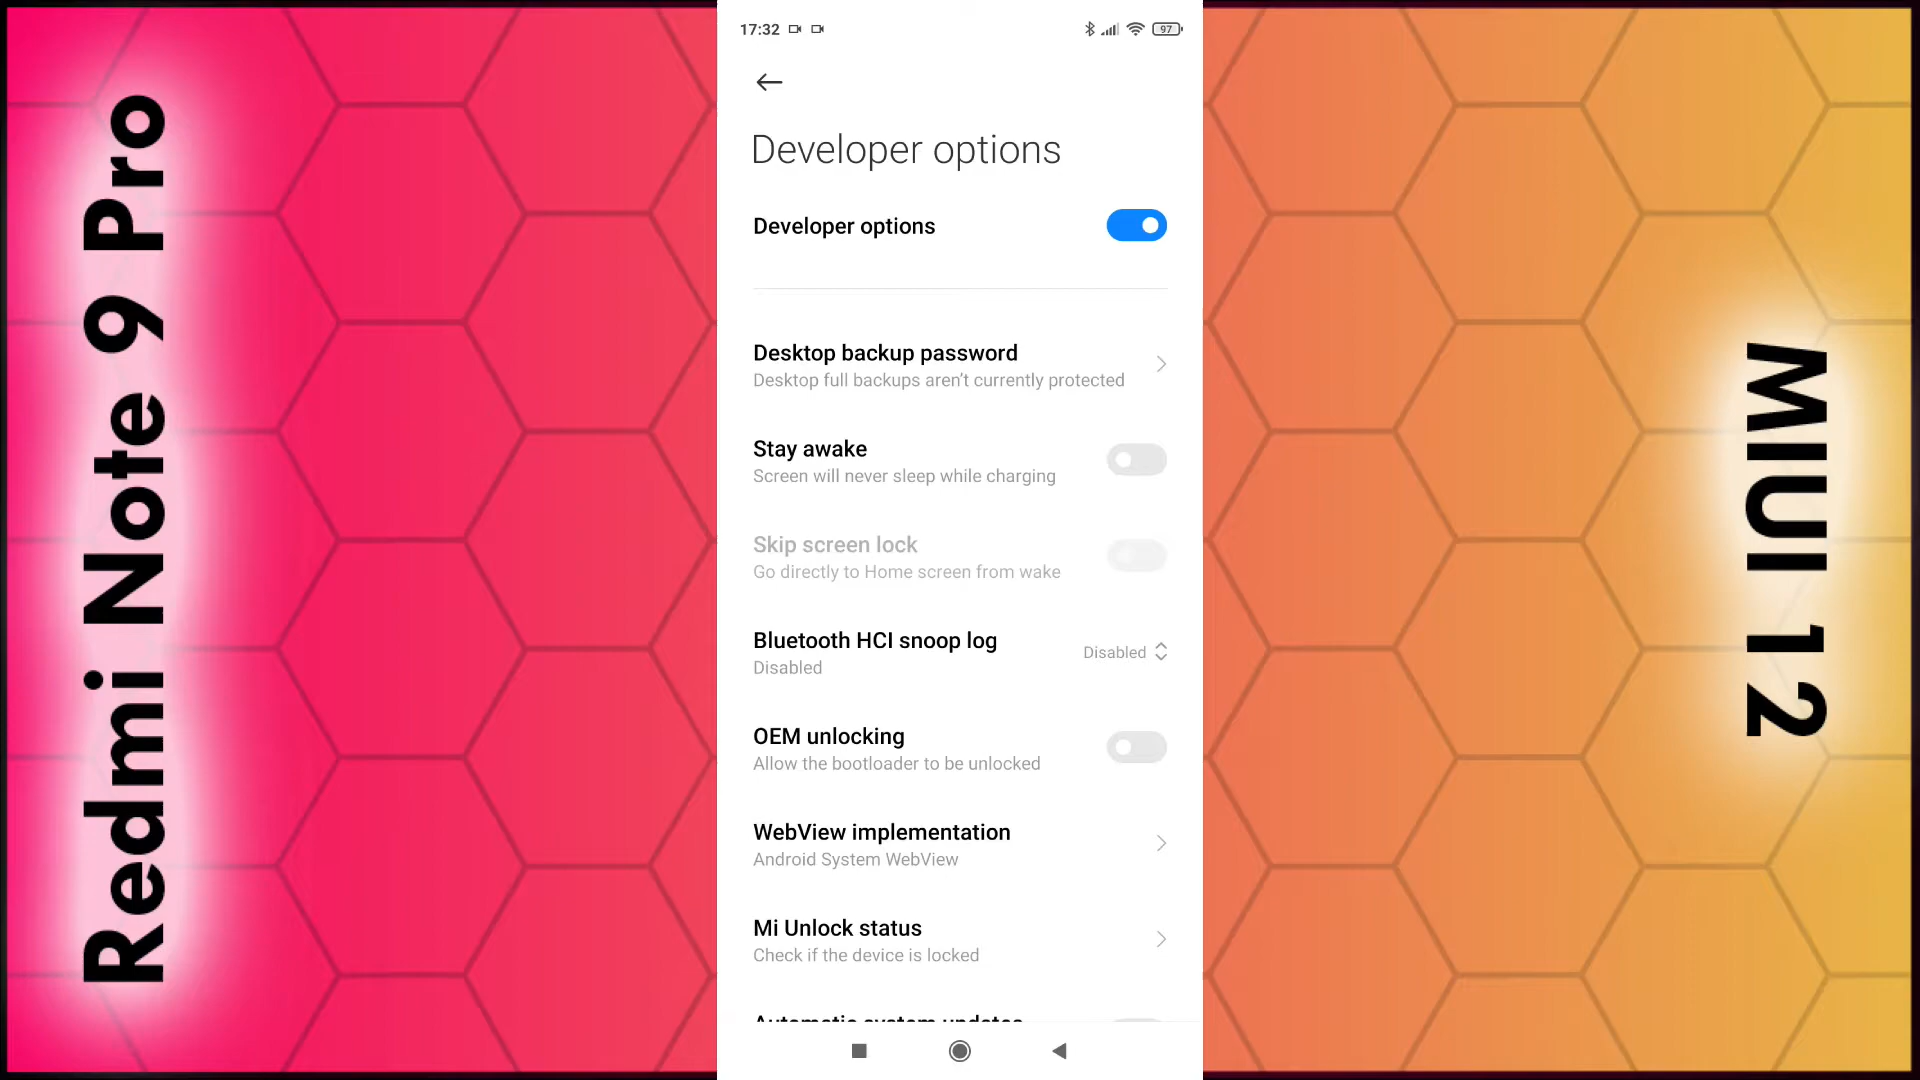 Redmi Note 9 Pro
17:32
97
Developer options
Developer options
Desktop backup password
Desktop full backups aren't currently protected
Stay awake
Screen will never sleep while charging
Skip screen lock
Go directly to Home screen from wake
Bluetooth HCI snoop log
Disabled
Disabled
OEM unlocking
Allow the bootloader to be unlocked
WebView implementation
Android System WebView
Mi Unlock status
Check if the device is locked
Automatic system updates
MIUI 12